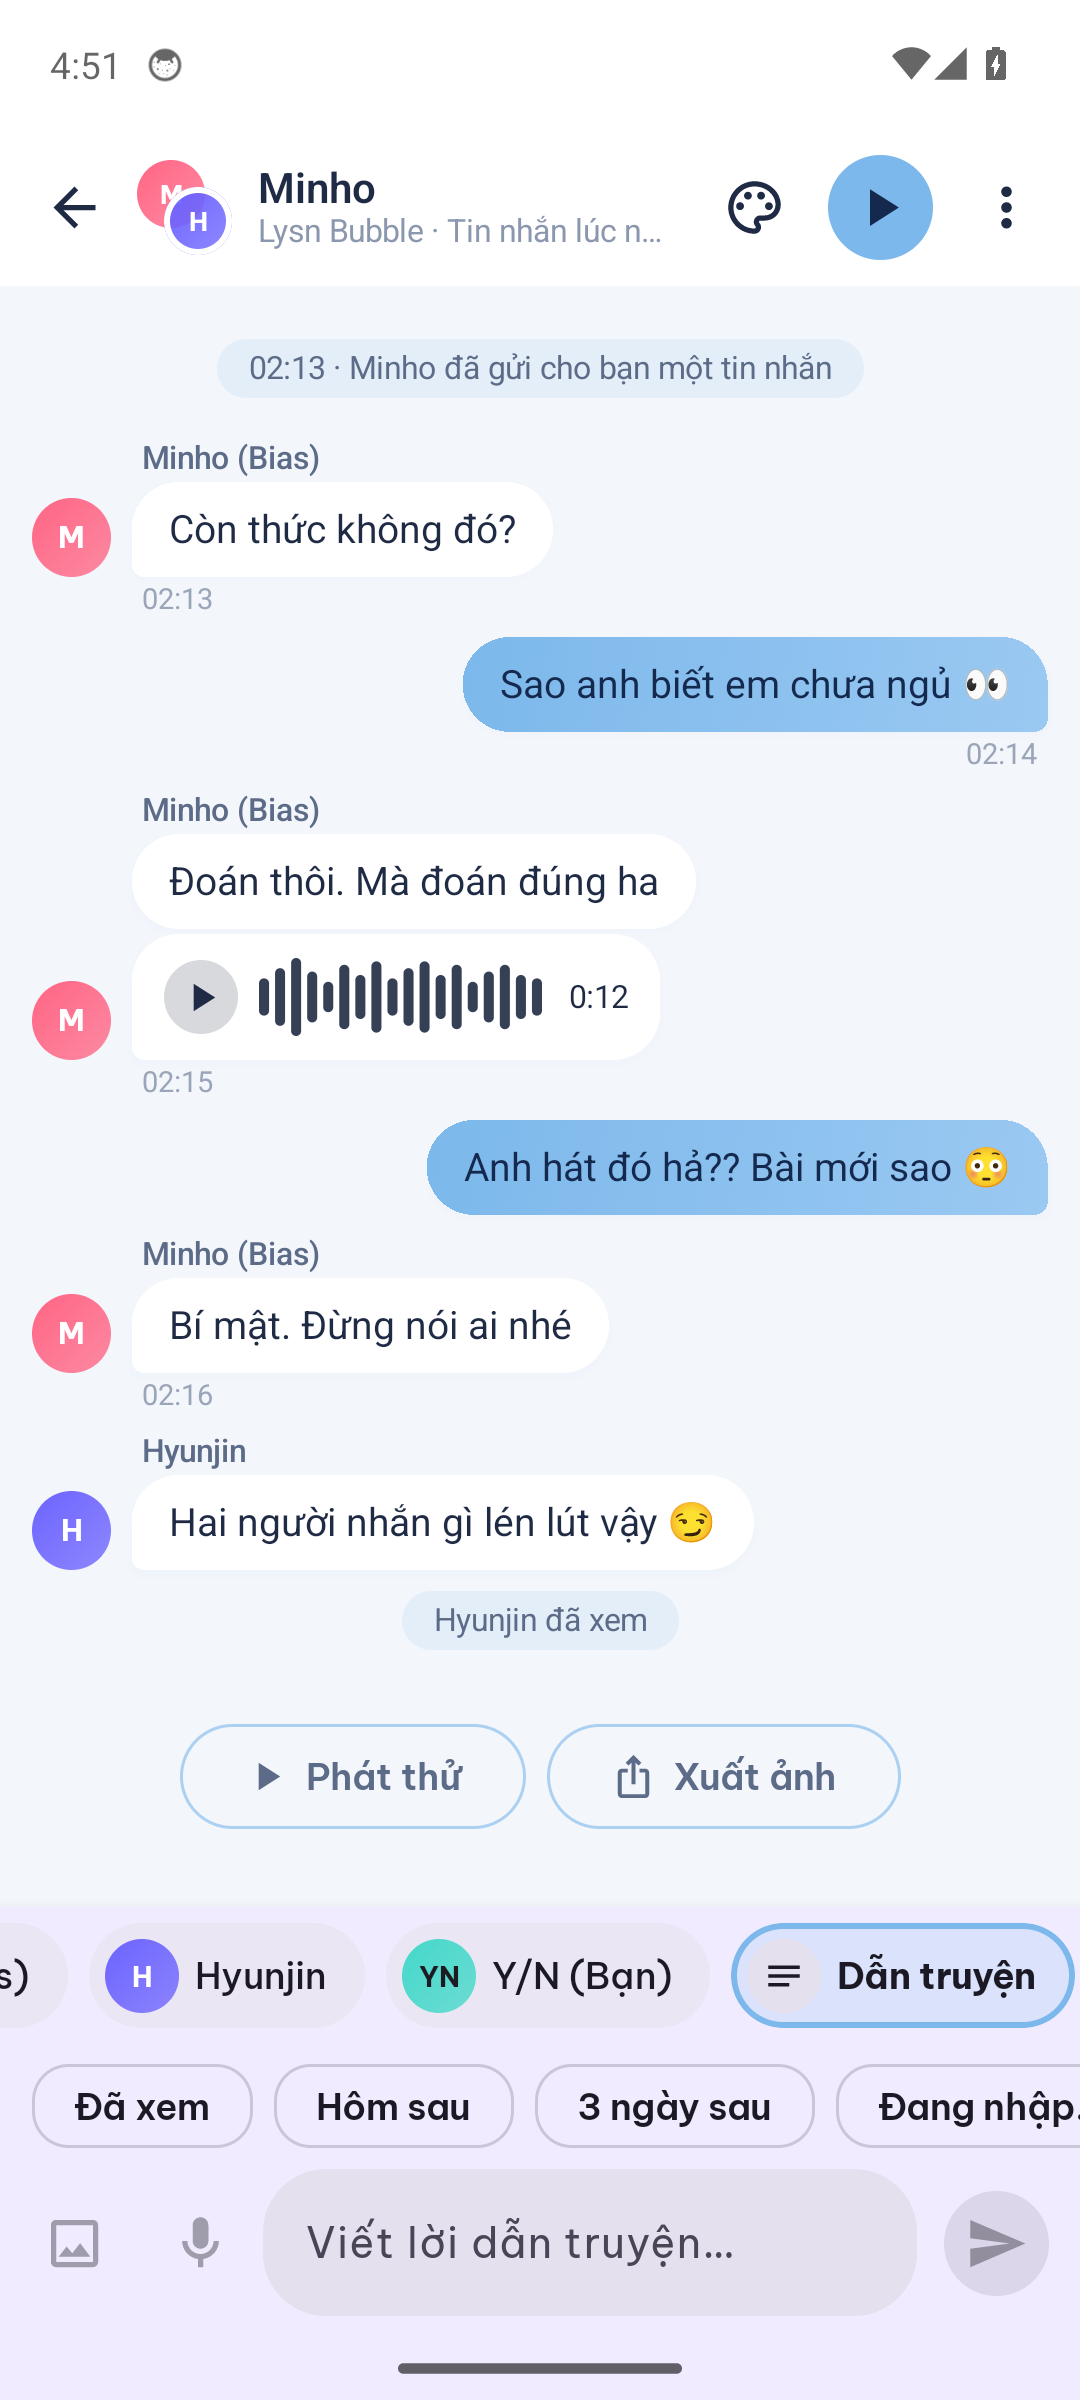 4:51
M
H
Minho
Lysn Bubble · Tin nhắn lúc n...
02:13 · Minho đã gửi cho bạn một tin nhắn
Minho (Bias)
M
Còn thức không đó?
02:13
Sao anh biết em chưa ngủ 👀
02:14
Minho (Bias)
Đoán thôi. Mà đoán đúng ha
M
0:12
02:15
Anh hát đó hả?? Bài mới sao 😳
Minho (Bias)
M
Bí mật. Đừng nói ai nhé
02:16
Hyunjin
H
Hai người nhắn gì lén lút vậy 😏
Hyunjin đã xem
Phát thử
Xuất ảnh
s)
H
Hyunjin
YN
Y/N (Bạn)
Dẫn truyện
Đã xem
Hôm sau
3 ngày sau
Đang nhập.
Viết lời dẫn truyện...